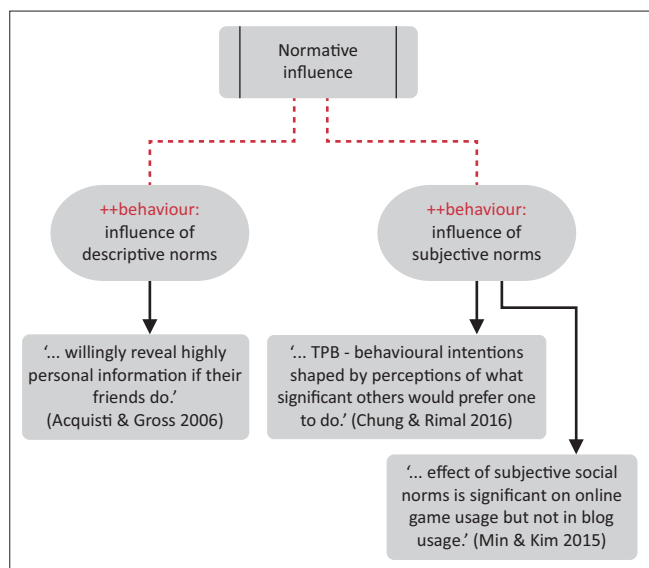 Normative
influence
++behaviour:
influence of
descriptive norms
++behaviour:
influence of
subjective norms
‘... willingly reveal highly
personal information if their
friends do.’
(Acquisti & Gross 2006)
‘... TPB - behavioural intentions
shaped by perceptions of what
significant others would prefer one
to do.’ (Chung & Rimal 2016)
‘... effect of subjective social
norms is significant on online
game usage but not in blog
usage.’ (Min & Kim 2015)